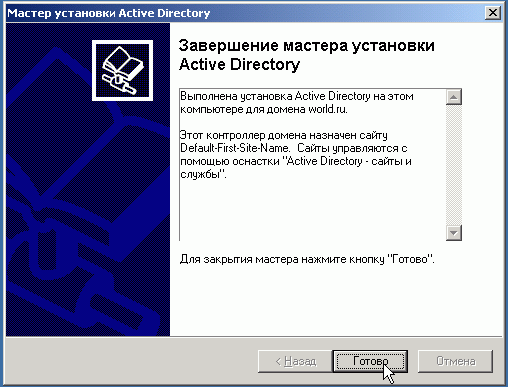 Мастер установки Active Directory
Завершение мастера установки
Active Directory
Выполнена установка Active Directory на этом
компьютере для домена world.ru.
Этот контроллер домена назначен сайту
Default-First-Site-Name. Сайты управляются с
помощью оснастки "Active Directory - сайты и
службы".
Для закрытия мастера нажмите кнопку "Готово".
< Назад
Готово
Отмена